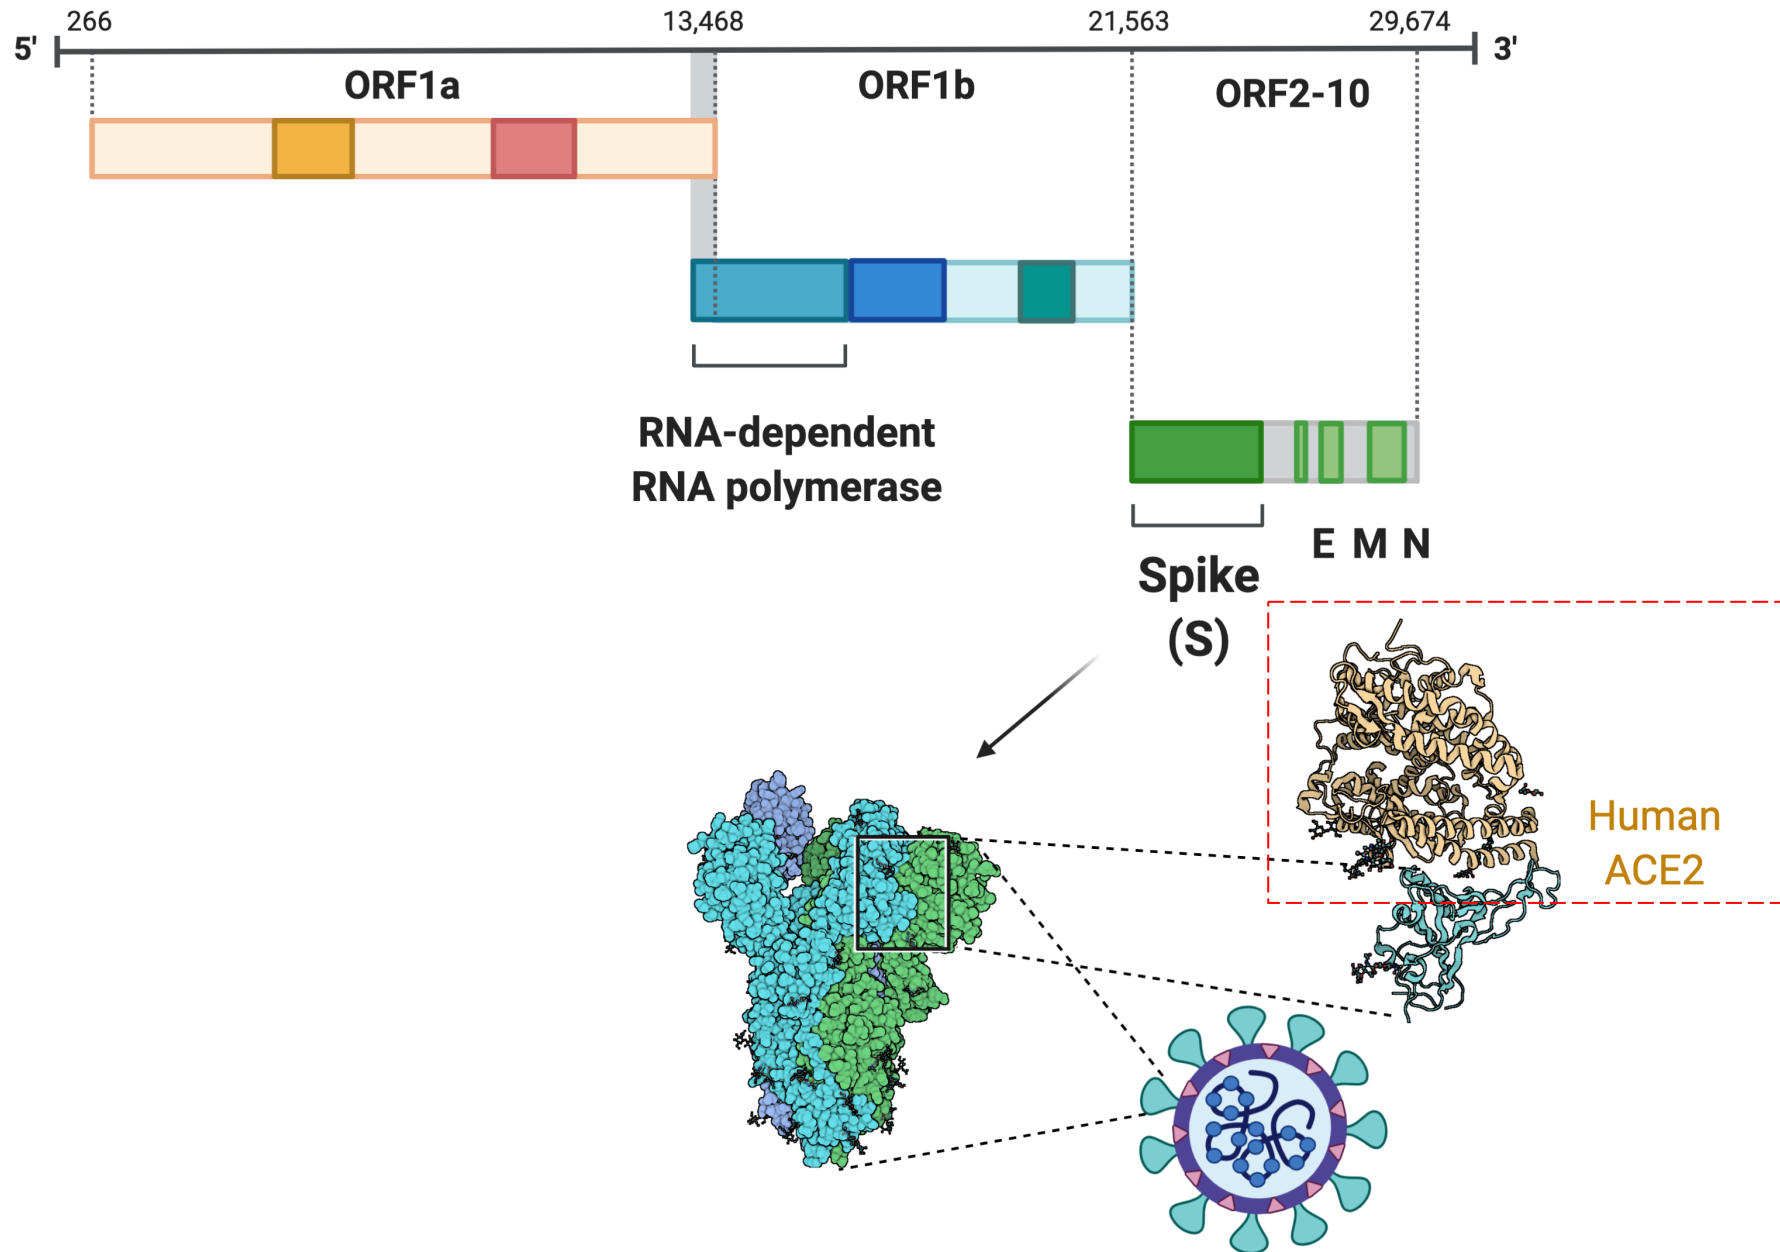 266 13,468 21,563 29,674
5' 3'
ORF1a ORF1b ORF2-10
RNA-dependent
RNA polymerase
E M N
Spike
(S)
Human
ACE2